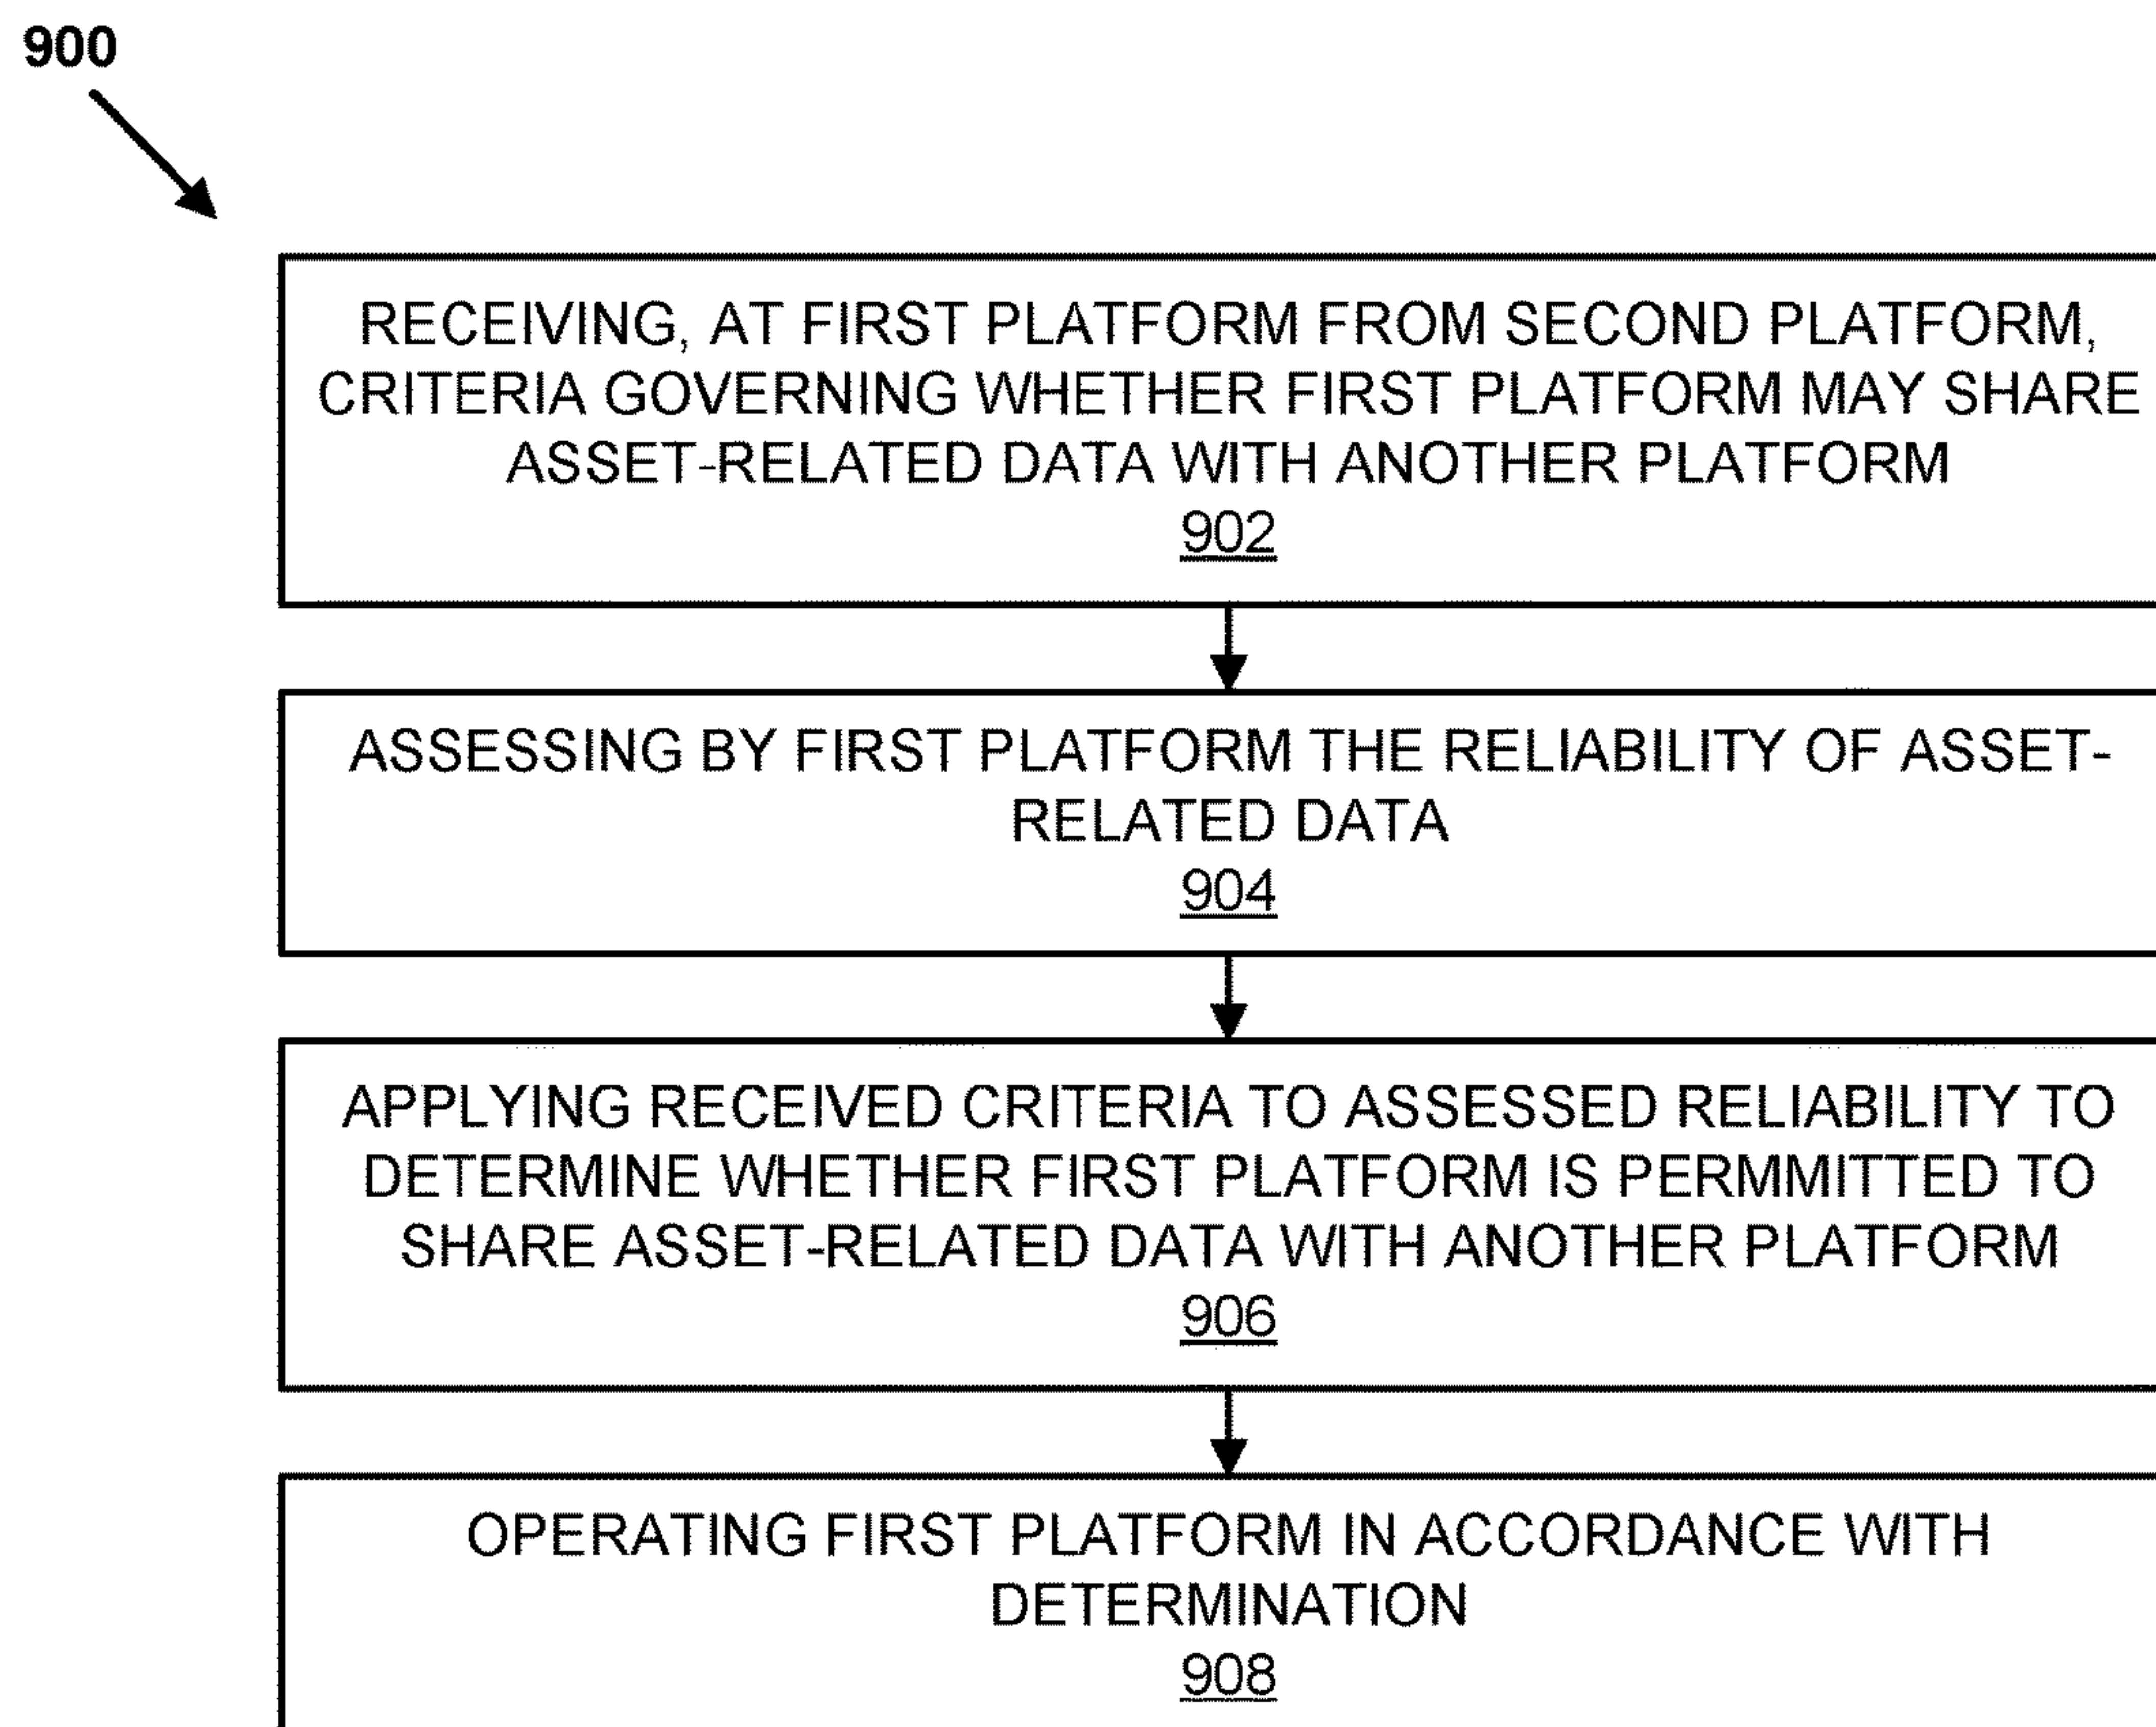 900
RECEIVING, AT FIRST PLATFORM FROM SECOND PLATFORM,
CRITERIA GOVERNING WHETHER FIRST PLATFORM MAY SHARE
ASSET-RELATED DATA WITH ANOTHER PLATFORM
902
ASSESSING BY FIRST PLATFORM THE RELIABILITY OF ASSET-
RELATED DATA
904
APPLYING RECEIVED CRITERIA TO ASSESSED RELIABILITY TO
DETERMINE WHETHER FIRST PLATFORM IS PERMMITTED TO
SHARE ASSET-RELATED DATA WITH ANOTHER PLATFORM
906
OPERATING FIRST PLATFORM IN ACCORDANCE WITH
DETERMINATION
908